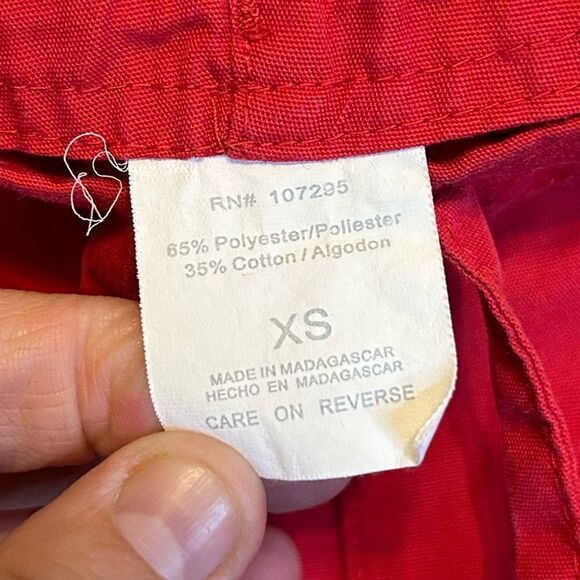 RN# 107295
65% Polyester/Poliester
35% Cotton / Algodon
XS
MADE IN MADAGASCAR
HECHO EN MADAGASCAR
CARE ON REVERSE